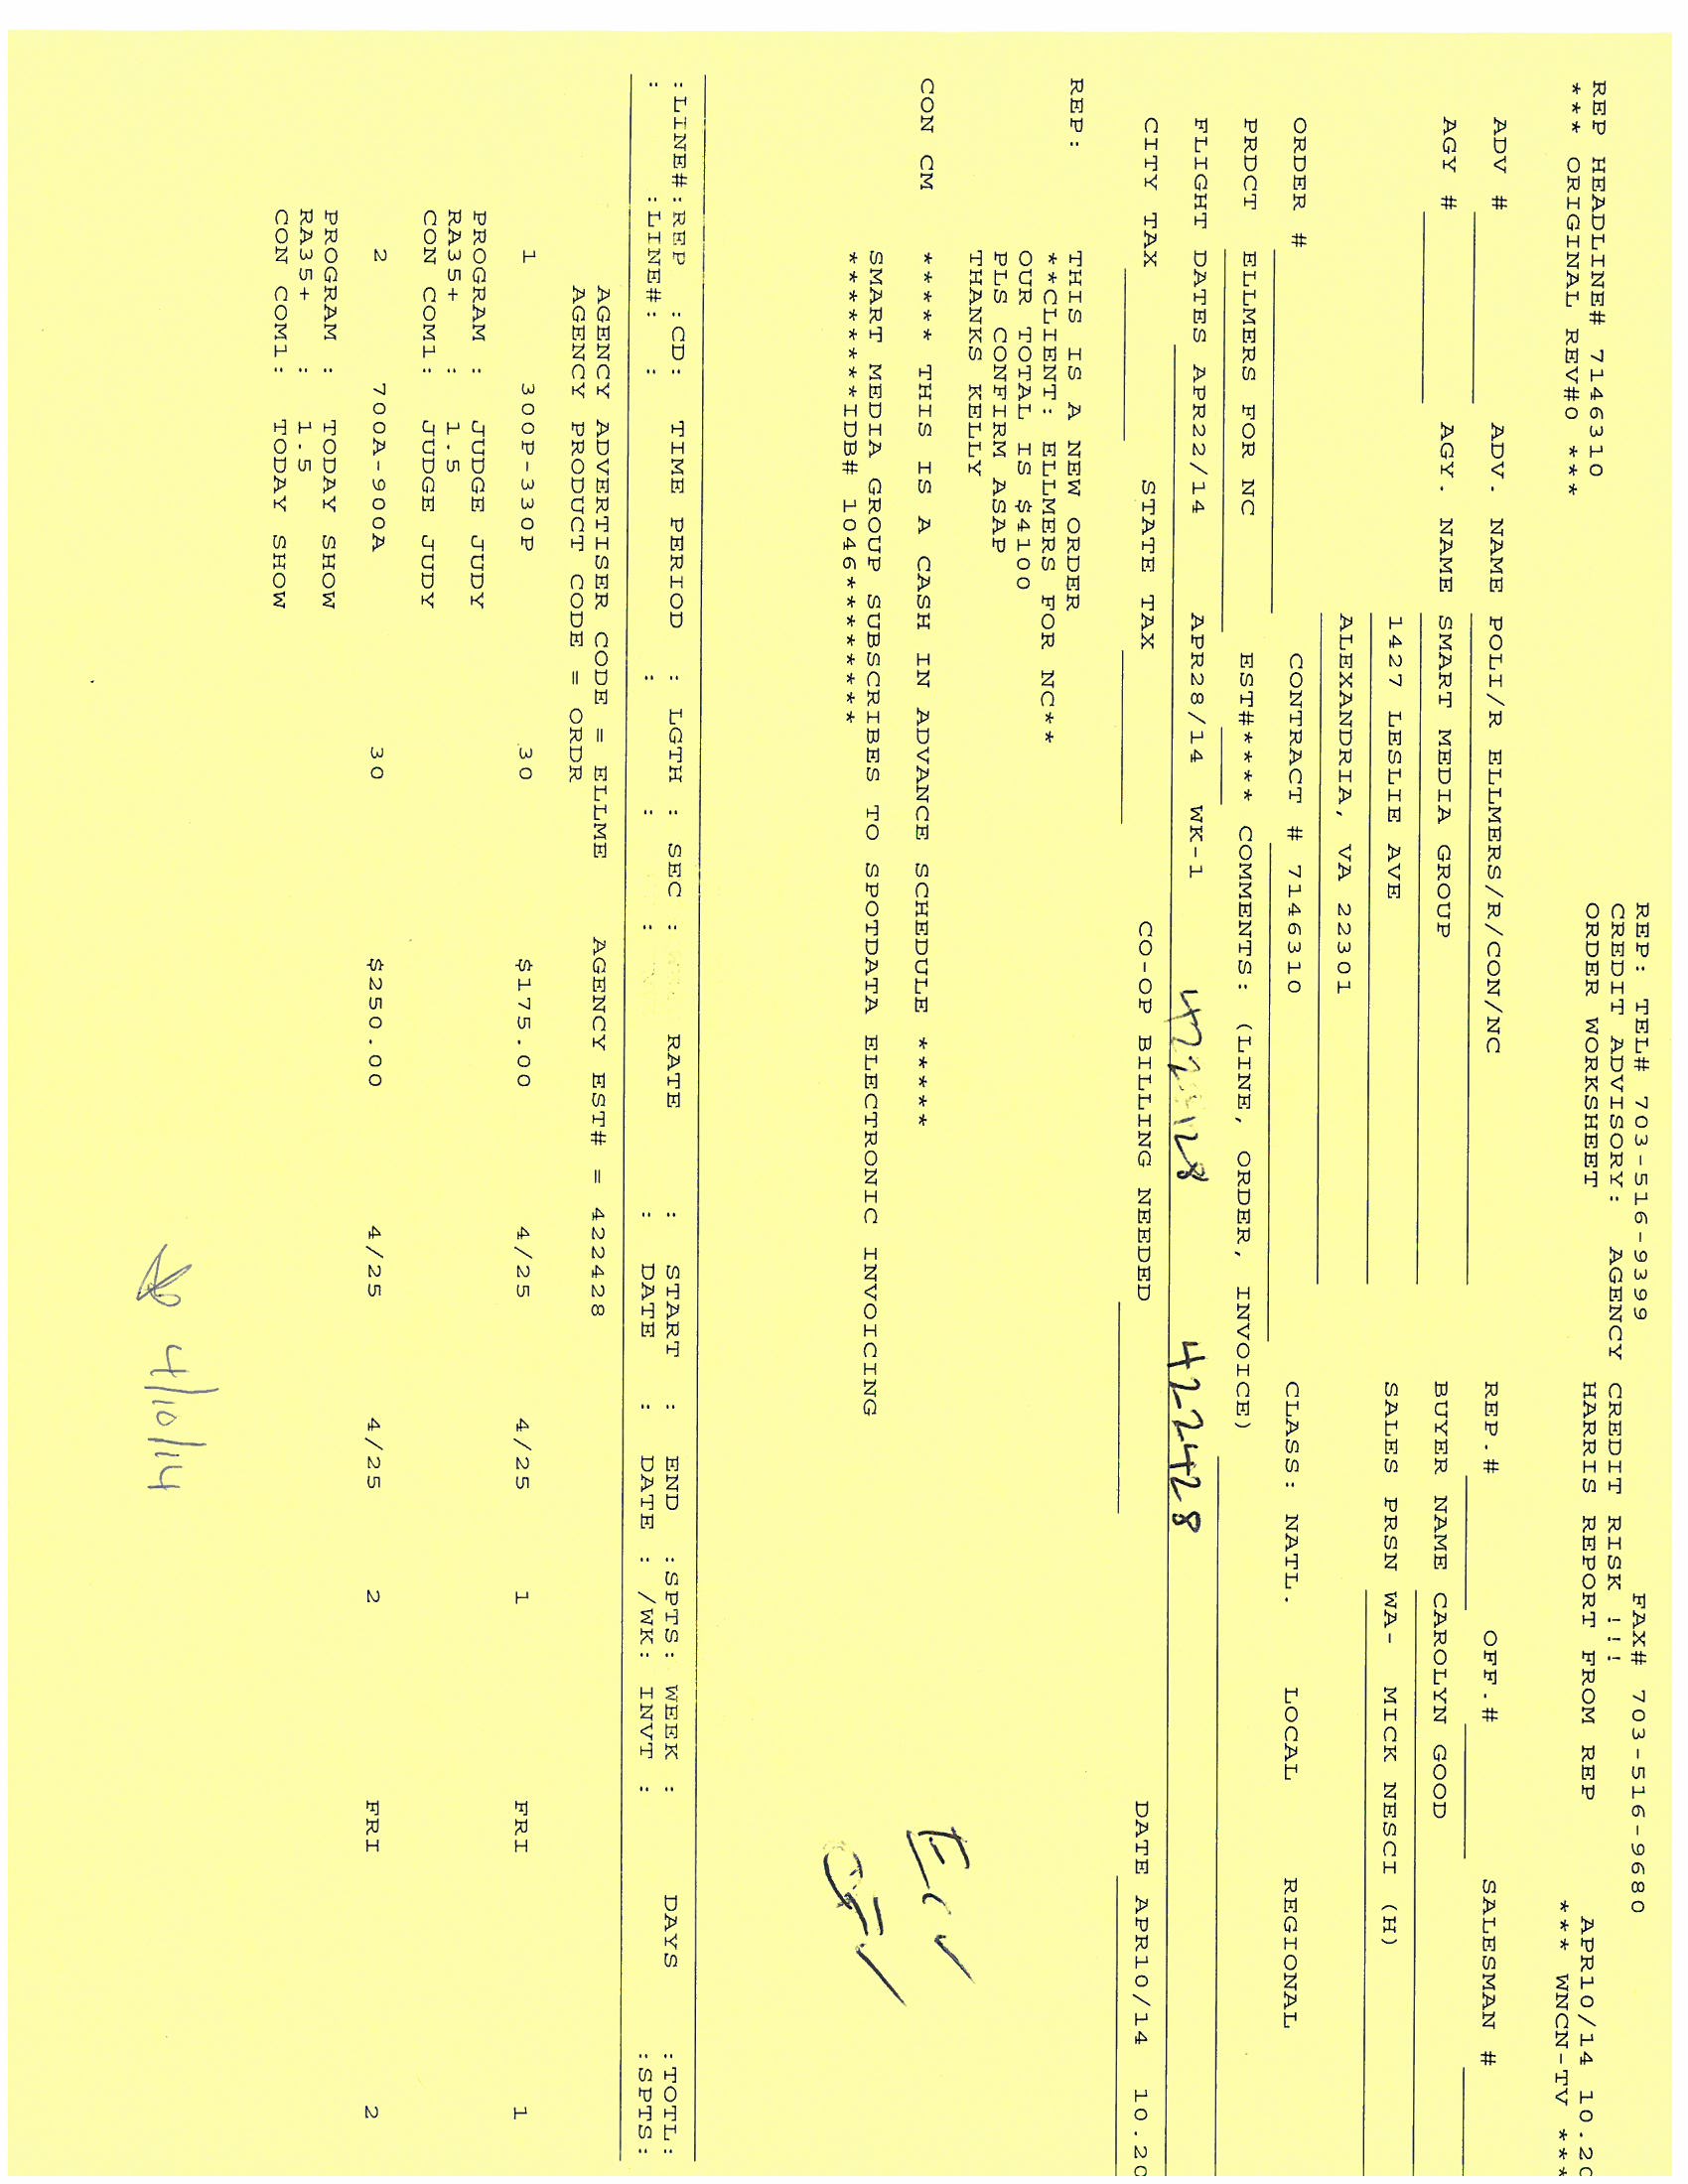 REP: TEL# 703-516-9399 FAX# 703-516-9680
CREDIT ADVISORY: AGENCY CREDIT RISK !!!
REP HEADLINE# 7146310 ORDER WORKSHEET HARRIS REPORT FROM REP APR10/14 10.20
*** ORIGINAL REV#0 *** *** WNCN-TV ***
ADV # ADV. NAME POLI/R ELLMERS/R/CON/NC REP.# OFF.# SALESMAN #
AGY # AGY. NAME SMART MEDIA GROUP BUYER NAME CAROLYN GOOD
1427 LESLIE AVE SALES PRSN WA- MICK NESCI (H)
ALEXANDRIA, VA 22301
ORDER # CONTRACT # 7146310 CLASS: NATL. LOCAL REGIONAL
PRDCT ELLMERS FOR NC EST#**** COMMENTS: (LINE, ORDER, INVOICE)
FLIGHT DATES APR22/14 APR28/14 WK-1 422428
CITY TAX STATE TAX CO-OP BILLING NEEDED DATE APR10/14 10.20
REP: THIS IS A NEW ORDER
**CLIENT: ELLMERS FOR NC**
OUR TOTAL IS $4100
PLS CONFIRM ASAP
THANKS KELLY
CON CM ***** THIS IS A CASH IN ADVANCE SCHEDULE *****
SMART MEDIA GROUP SUBSCRIBES TO SPOTDATA ELECTRONIC INVOICING
*********IDB# 1046*********
:LINE#:REP :CD: TIME PERIOD : LGTH : SEC : RATE : START : END :SPTS: WEEK : DAYS :TOTL:
: :LINE#: : : : : : DATE : DATE : /WK: INVT : :SPTS:
AGENCY ADVERTISER CODE = ELLME AGENCY EST# = 422428
AGENCY PRODUCT CODE = ORDR
1 300P-330P 30 $175.00 4/25 4/25 1 FRI 1
PROGRAM : JUDGE JUDY
RA35+ : 1.5
CON COM1: JUDGE JUDY
2 700A-900A 30 $250.00 4/25 4/25 2 FRI 2
PROGRAM : TODAY SHOW
RA35+ : 1.5
CON COM1: TODAY SHOW
4/10/14